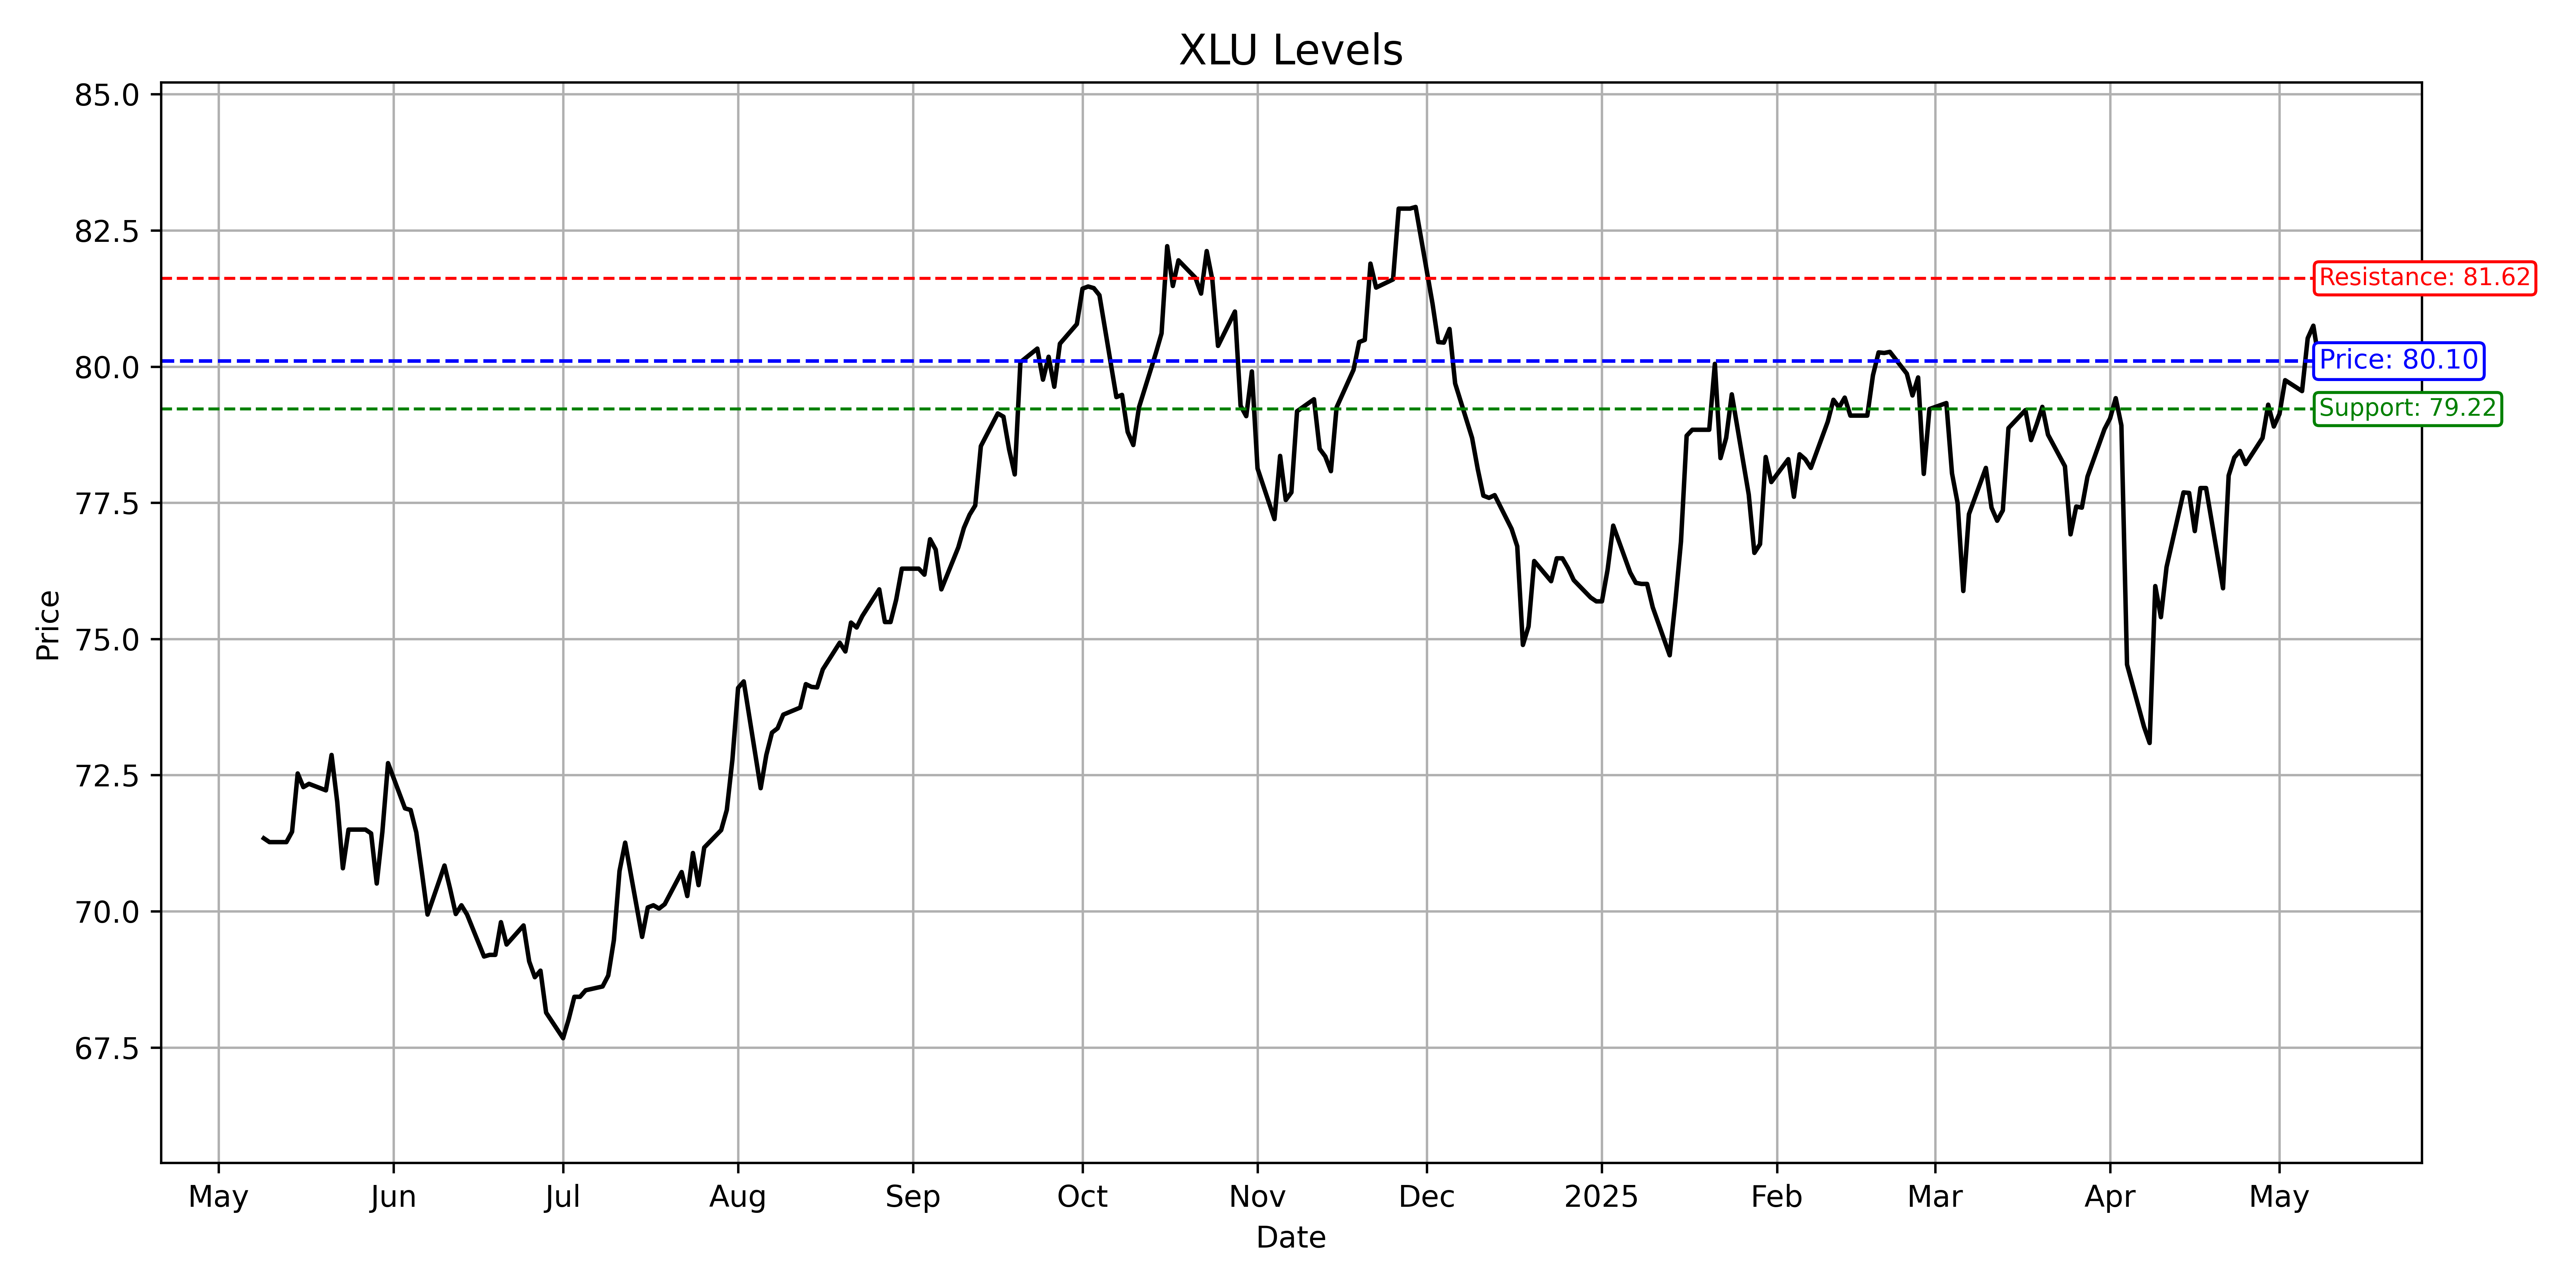 XLU Levels
85.0
82.5
80.0
77.5
75.0
72.5
70.0
67.5
Price
Resistance: 81.62
Price: 80.10
Support: 79.22
May Jun Jul Aug Sep Oct Nov Dec 2025 Feb Mar Apr May
Date